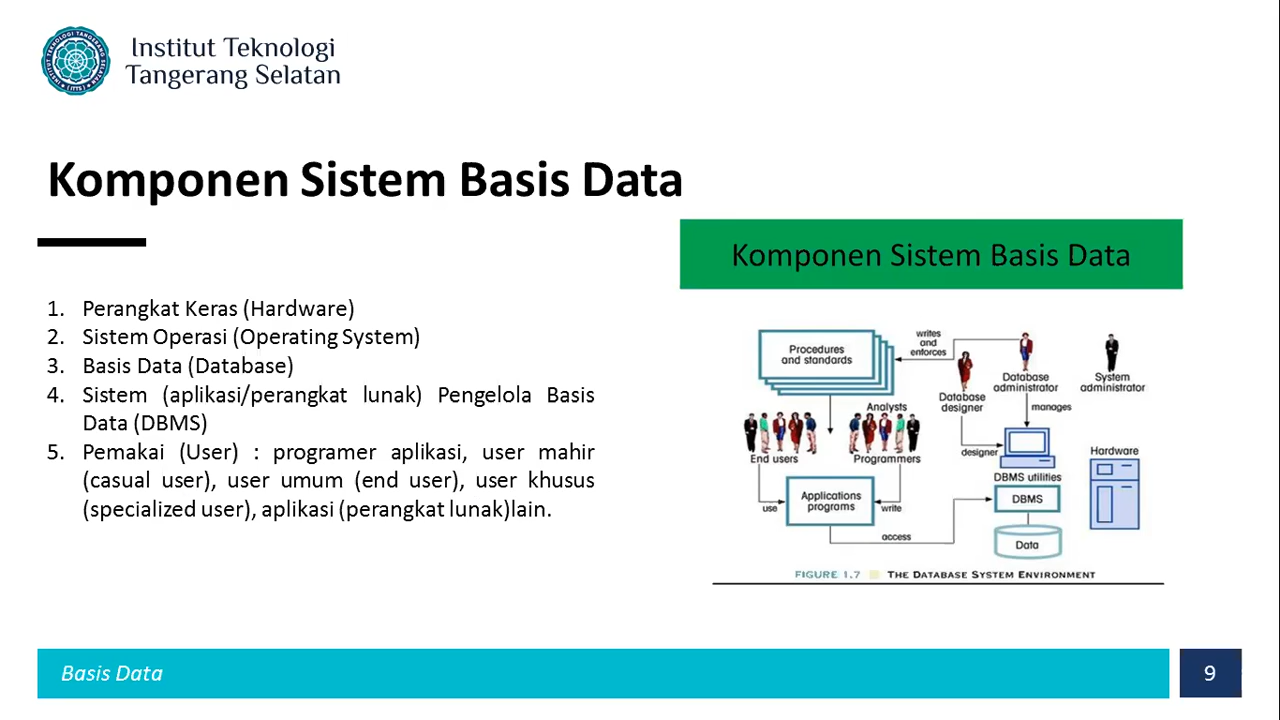 Institut Teknologi
Tangerang Selatan
Komponen Sistem Basis Data
Komponen Sistem Basis Data
1. Perangkat Keras (Hardware)
2. Sistem Operasi (Operating System)
3. Basis Data (Database)
4. Sistem (aplikasi/perangkat lunak) Pengelola Basis
Data (DBMS)
5. Pemakai (User) : programer aplikasi, user mahir
(casual user), user umum (end user), user khusus
(specialized user), aplikasi (perangkat lunak)lain.
Procedures
and standards
writes
and
enforces
Database
administrator
System
administrator
Database
designer
manages
Analysts
End users
Programmers
designer
Hardware
DBMS utilities
Applications
programs
use
write
DBMS
access
Data
FIGURE 1.7 THE DATABASE SYSTEM ENVIRONMENT
Basis Data
9